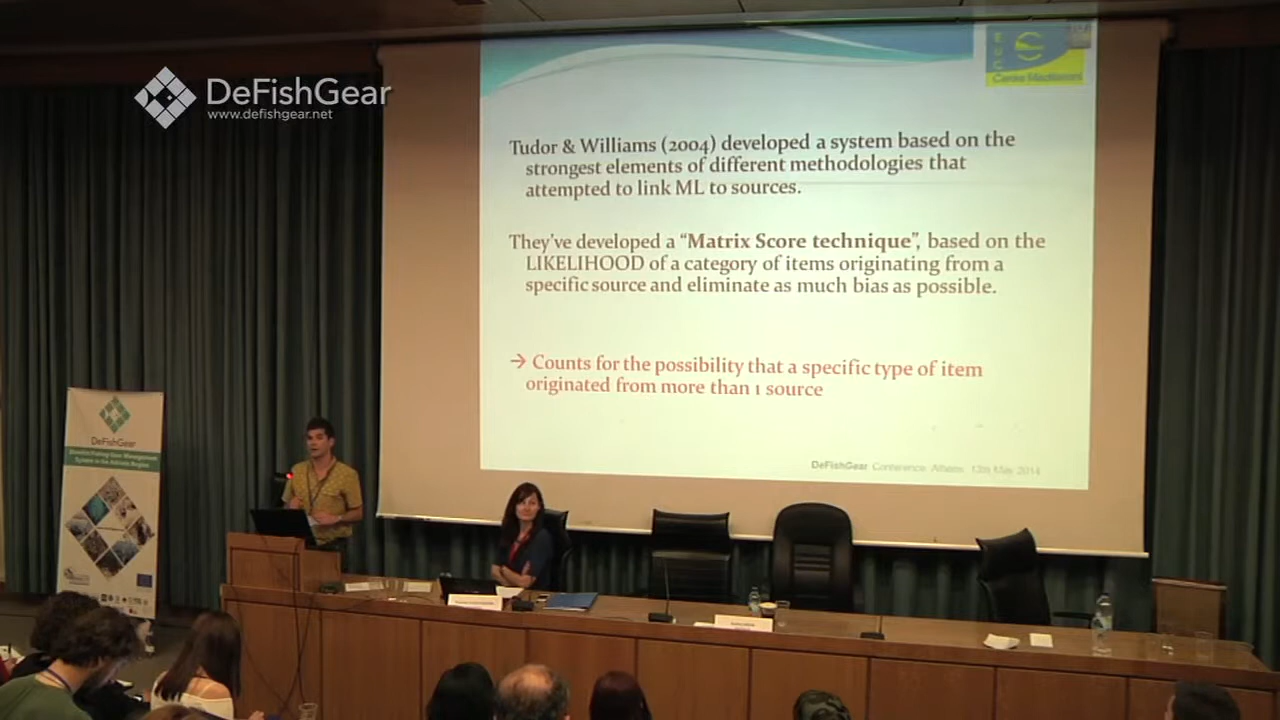 DeFishGear
www.defishgear.net
Tudor & Williams (2004) developed a system based on the
strongest elements of different methodologies that
attempted to link ML to sources.
They've developed a “Matrix Score technique”, based on the
LIKELIHOOD of a category of items originating from a
specific source and eliminate as much bias as possible.
→ Counts for the possibility that a specific type of item
originated from more than 1 source
DeFishGear Conference, Athens, 12th May 2014
DeFishGear